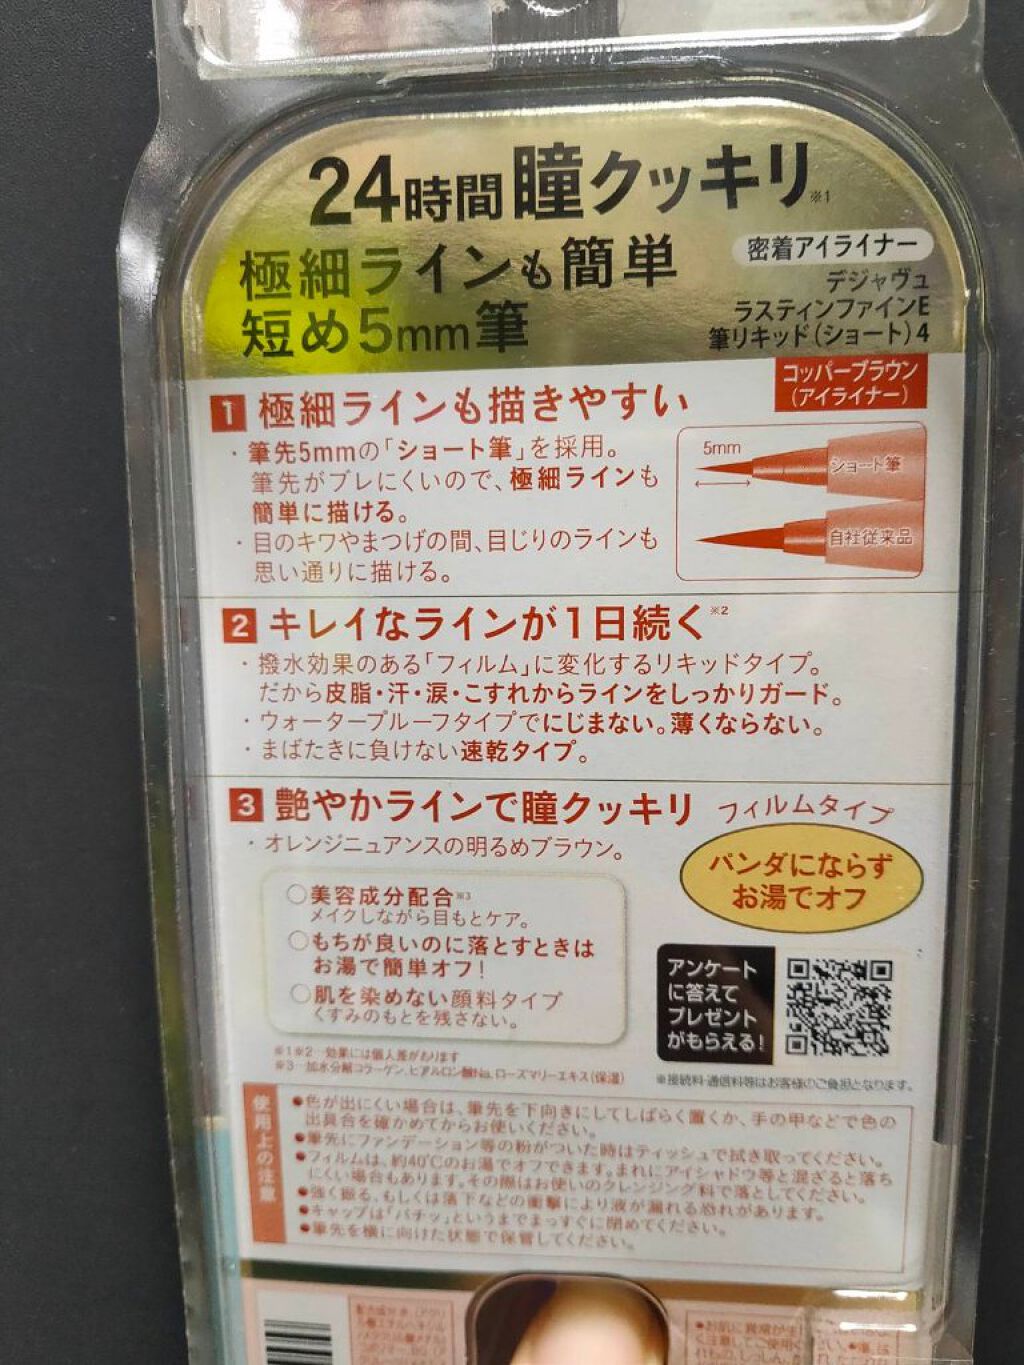 24時間瞳クッキリ※1
極細ラインも簡単
短め5mm筆
密着アイライナー
デジャヴュ
ラスティンファインE
筆リキッド(ショート)4
コッパーブラウン
(アイライナー)
1 極細ラインも描きやすい
・筆先5mmの「ショート筆」を採用。
筆先がブレにくいので、極細ラインも
簡単に描ける。
・目のキワやまつげの間、目じりのラインも
思い通りに描ける。
5mm
ショート筆
自社従来品
2 キレイなラインが1日続く※2
・撥水効果のある「フィルム」に変化するリキッドタイプ。
だから皮脂・汗・涙・こすれからラインをしっかりガード。
・ウォータープルーフタイプでにじまない。薄くならない。
・まばたきに負けない速乾タイプ。
3 艶やかラインで瞳クッキリ
・オレンジニュアンスの明るめブラウン。
フィルムタイプ
パンダにならず
お湯でオフ
○美容成分配合※3
メイクしながら目もとケア。
○もちが良いのに落とすときは
お湯で簡単オフ!
○肌を染めない顔料タイプ
くすみのもとを残さない。
アンケート
に答えて
プレゼント
がもらえる!
※1※2 効果には個人差があります
※3 加水分解コラーゲン、ヒアルロン酸Na、ローズマリーエキス(保湿)
※接続料・通信料等はお客様のご負担となります。
使用上の注意
●色が出にくい場合は、筆先を下向きにしてしばらく置くか、手の甲などで色の
出具合を確かめてからお使いください。
●筆先にファンデーション等の粉がついた時はティッシュで拭き取ってください。
●フィルムは、約40℃のお湯でオフできます。まれにアイシャドウ等と混ざると落ち
にくい場合もあります。その際はお使いのクレンジング料で落としてください。
●強く振る、もしくは落下などの衝撃により液が漏れる恐れがあります。
●キャップは「パチッ」というまでまっすぐに閉めてください。
●筆先を横に向けた状態で保管してください。